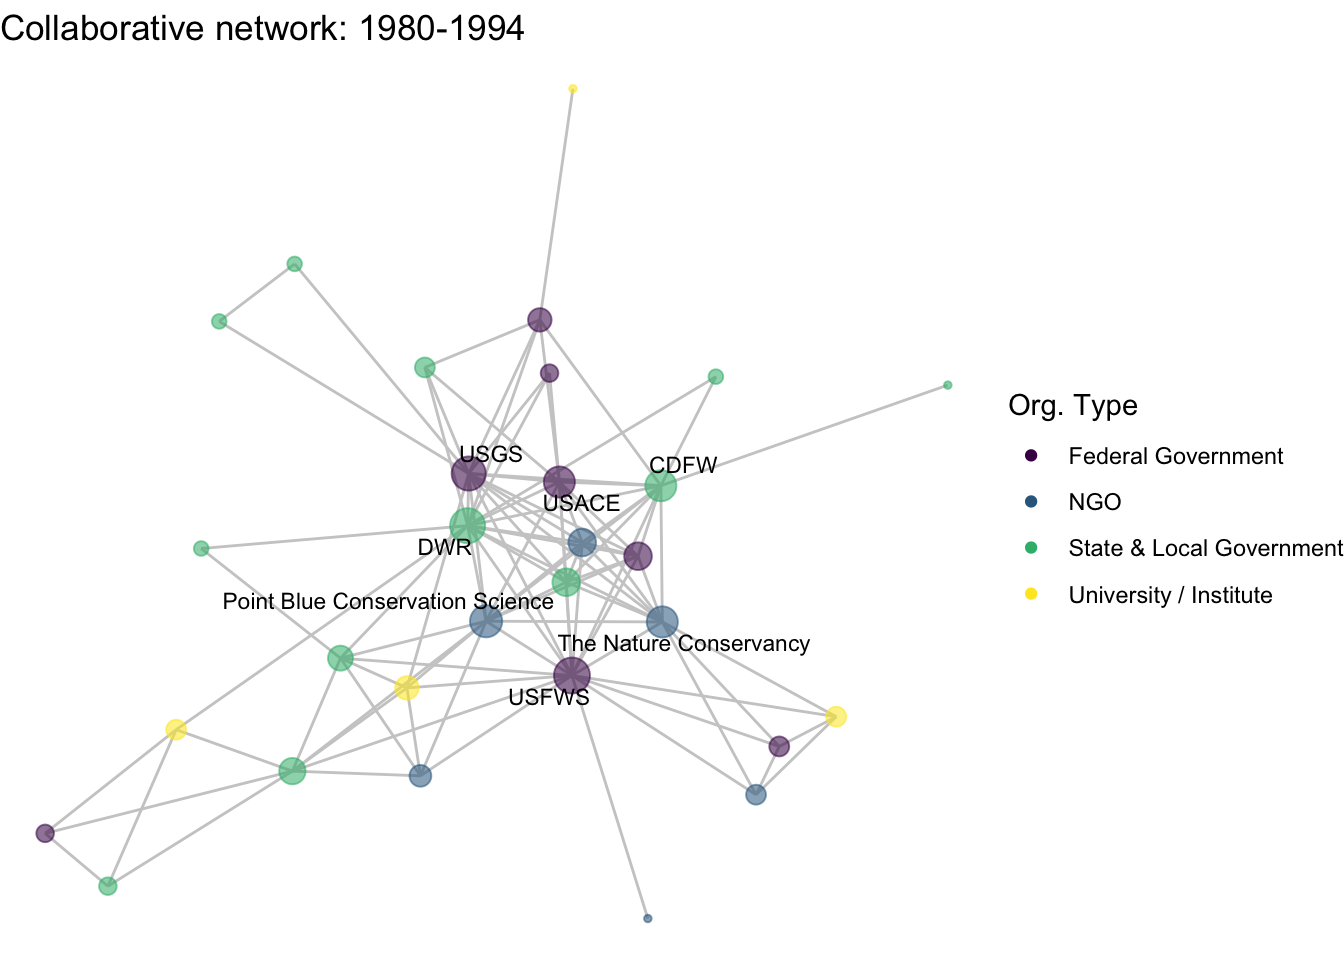 Collaborative network: 1980-1994
Org. Type
Federal Government
NGO
State & Local Government
University / Institute
USGS
CDFW
USACE
DWR
Point Blue Conservation Science
The Nature Conservancy
USFWS